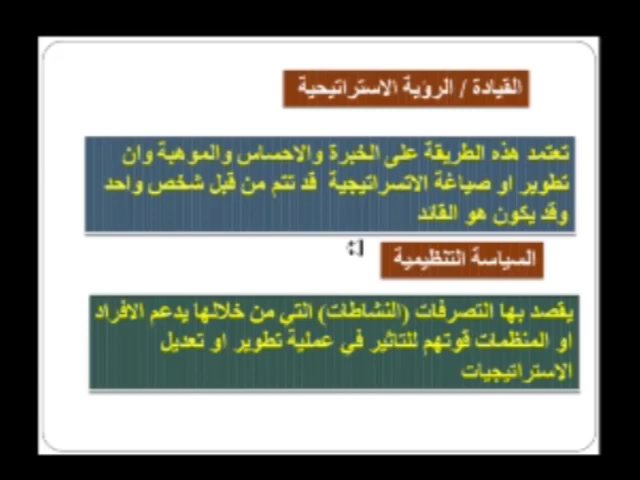 القيادة / الرؤية الاستراتيجية
تعتمد هذه الطريقة على الخبرة والاحساس والموهبة وان
تطوير او صياغة الاتسراتيجية قد تتم من قبل شخص واحد
وقد يكون هو القائد
السياسة التنظيمية
يقصد بها التصرفات (النشاطات) التي من خلالها يدعم الافراد
او المنظمات قوتهم للتاثير في عملية تطوير او تعديل
الاستراتيجيات